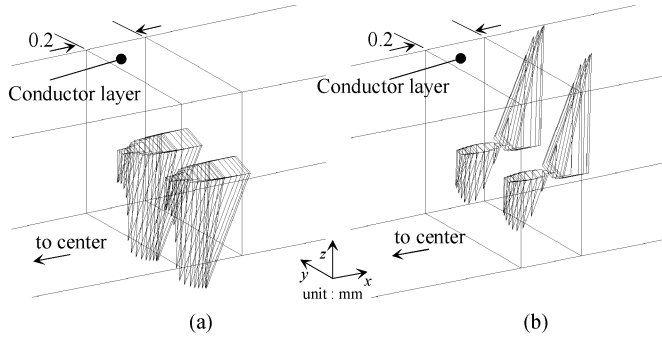 0.2
Conductor layer
to center
(a)
z
y
x
unit : mm
0.2
Conductor layer
to center
(b)